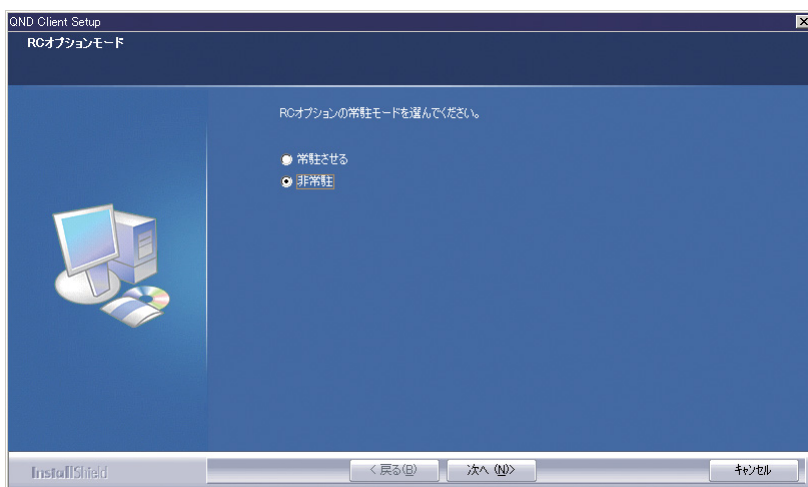 QND Client Setup
RCオプションモード
RCオプションの常駐モードを選んでください。
常駐させる
非常駐
InstallShield
< 戻る(B)
次へ (N)>
キャンセル